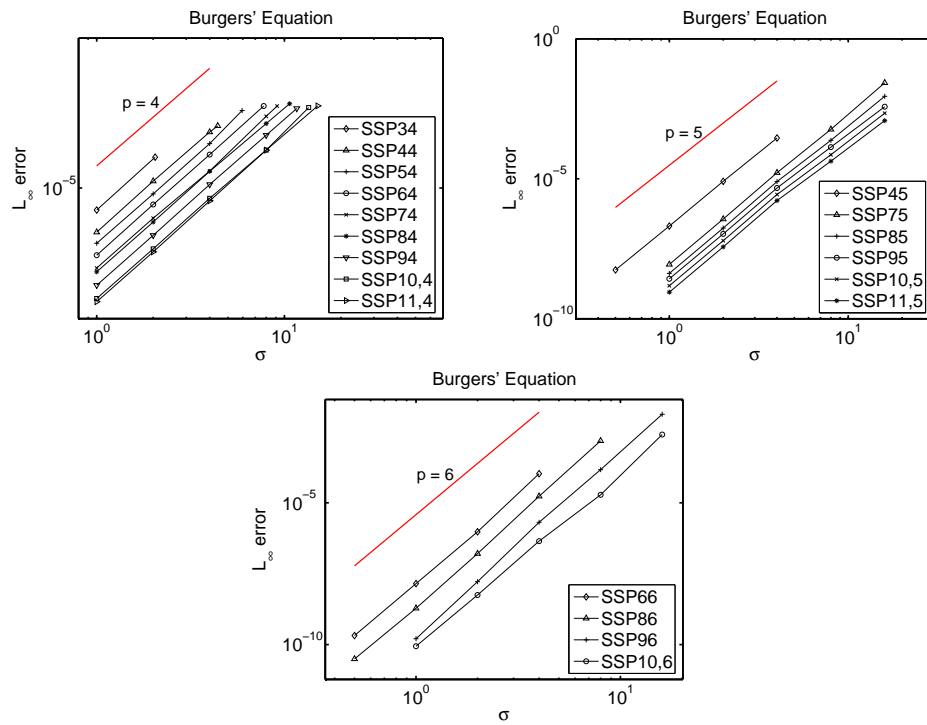 Burgers' Equation
p = 4
L∞ error
10^-5
10^0
10^1
σ
SSP34
SSP44
SSP54
SSP64
SSP74
SSP84
SSP94
SSP10,4
SSP11,4
Burgers' Equation
p = 5
L∞ error
10^0
10^-5
10^-10
10^0
10^1
σ
SSP45
SSP75
SSP85
SSP95
SSP10,5
SSP11,5
Burgers' Equation
p = 6
L∞ error
10^-5
10^-10
10^0
10^1
σ
SSP66
SSP86
SSP96
SSP10,6